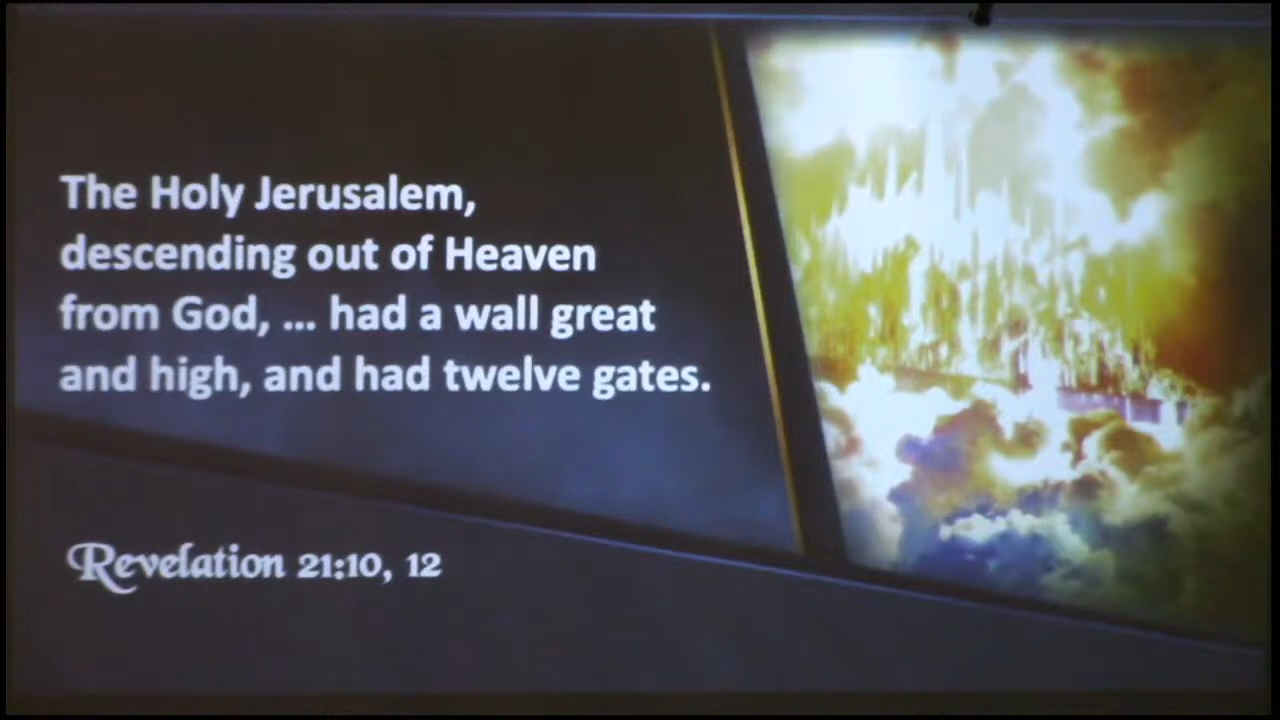 The Holy Jerusalem,
descending out of Heaven
from God, ... had a wall great
and high, and had twelve gates.
Revelation 21:10, 12